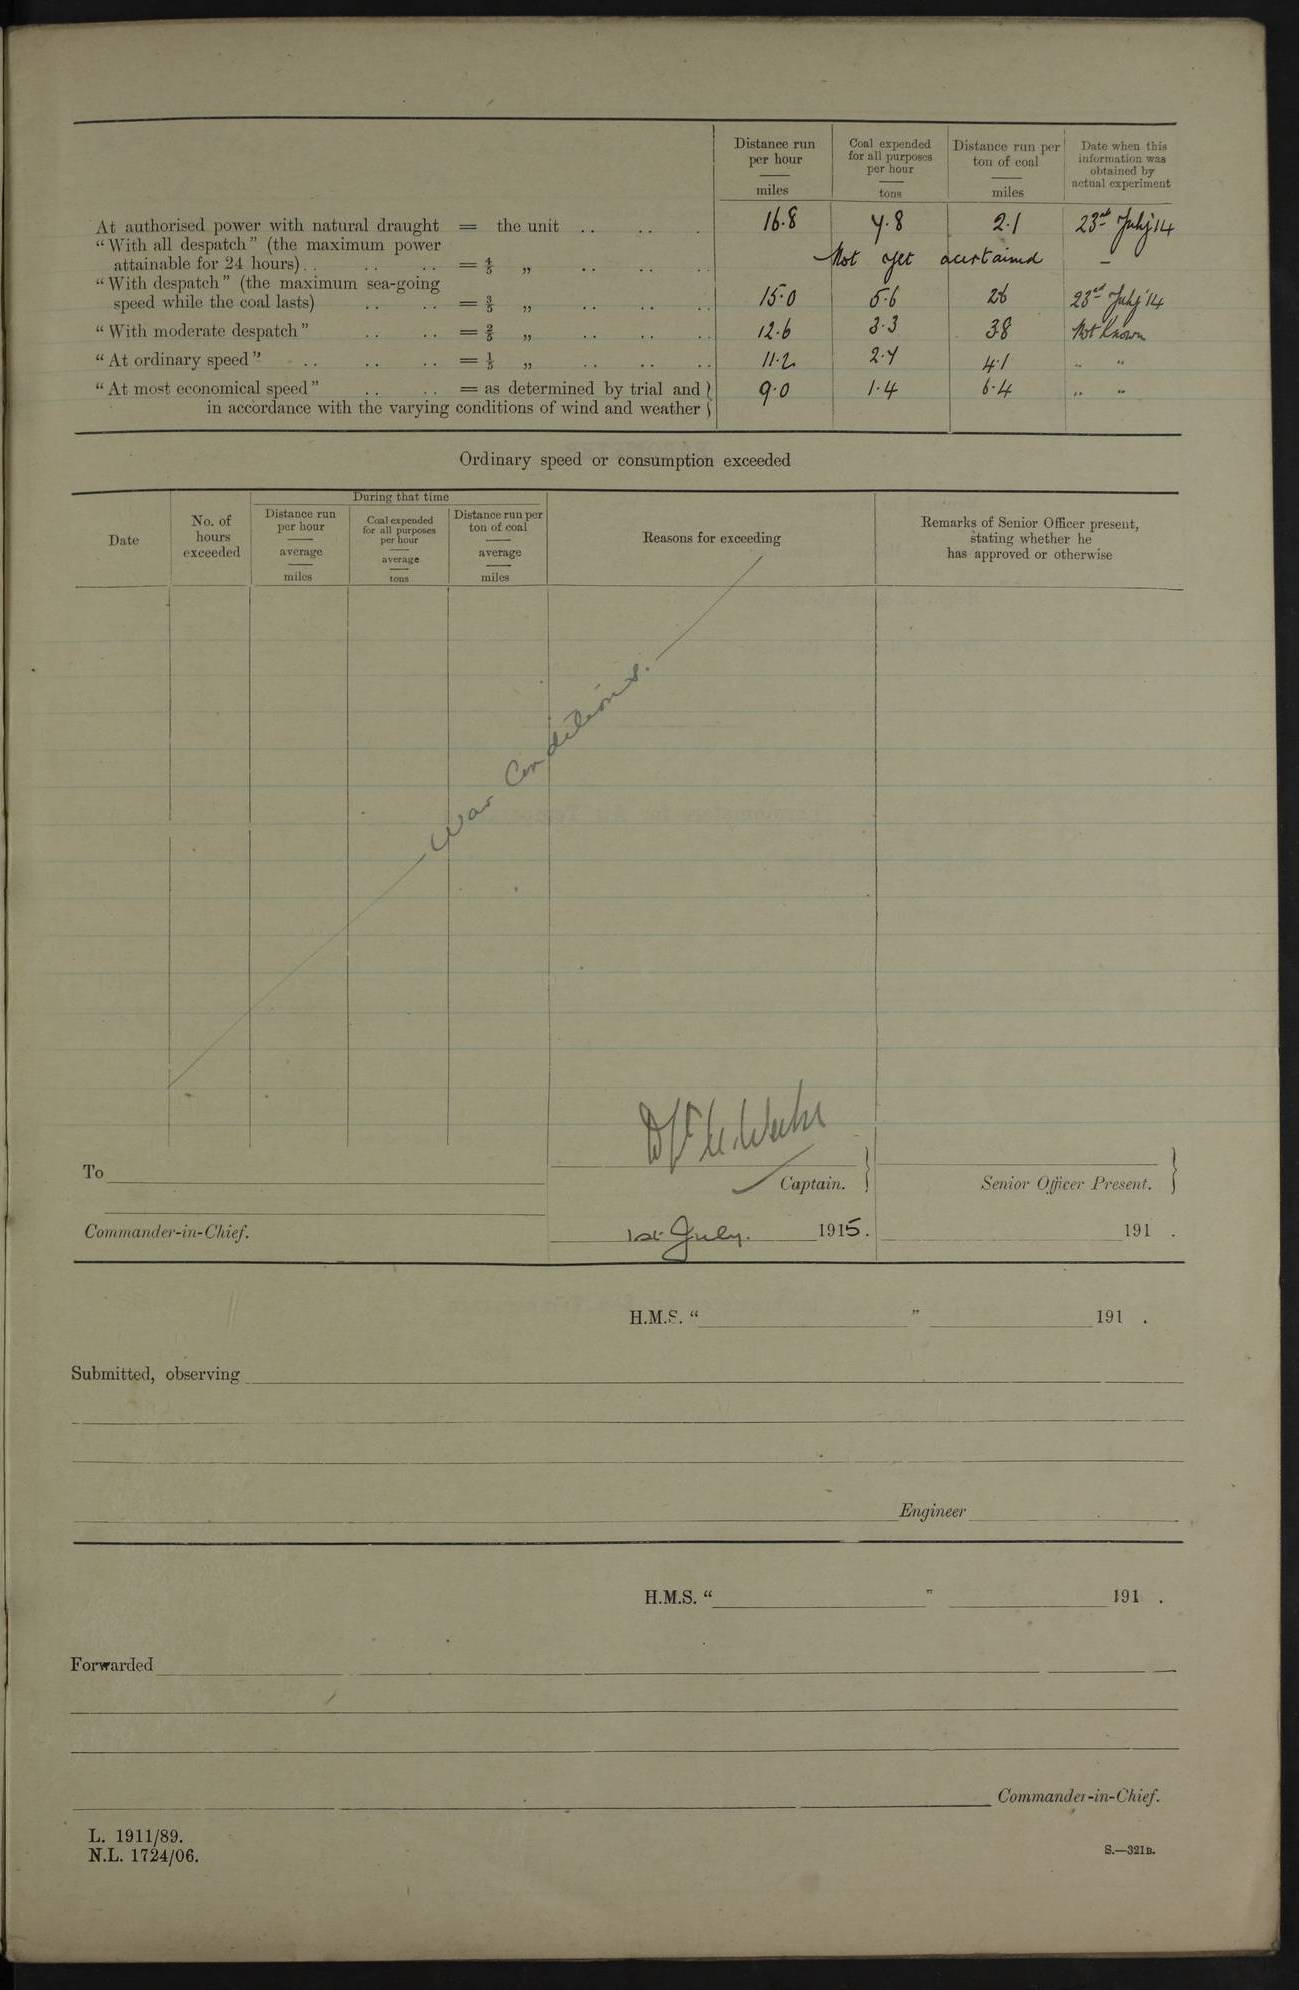 Distance run per hour — miles
Coal expended for all purposes per hour — tons
Distance run per ton of coal — miles
Date when this information was obtained by actual experiment
At authorised power with natural draught = the unit .. .. . 16·8 7·8 2·1 23rd July '14
“With all despatch” (the maximum power
attainable for 24 hours) .. .. .. = 4/5 „ .. .. .. Not yet acertained –
“With despatch” (the maximum sea-going
speed while the coal lasts) .. .. = 3/5 „ .. .. .. 15·0 5·6 26 23rd July '14
“With moderate despatch” .. .. = 2/5 „ .. .. .. 12·6 3·3 38 Not Known
“At ordinary speed” .. .. .. = 1/5 „ .. .. .. 11·2 2·7 4·1 „ „
“At most economical speed” .. .. = as determined by trial and } 9·0 1·4 6·4 „ „
in accordance with the varying conditions of wind and weather }
Ordinary speed or consumption exceeded
Date
No. of hours exceeded
During that time
Distance run per hour — average — miles
Coal expended for all purposes per hour — average — tons
Distance run per ton of coal — average — miles
Reasons for exceeding
Remarks of Senior Officer present, stating whether he has approved or otherwise
War Conditions.
To
Captain. }
Senior Officer Present. }
Commander-in-Chief.
1st July. 1915.
191 .
H.M.S. “ ” 191 .
Submitted, observing
Engineer
H.M.S. “ ” 191 .
Forwarded
Commander-in-Chief.
L. 1911/89.
N.L. 1724/06.
S.—321B.